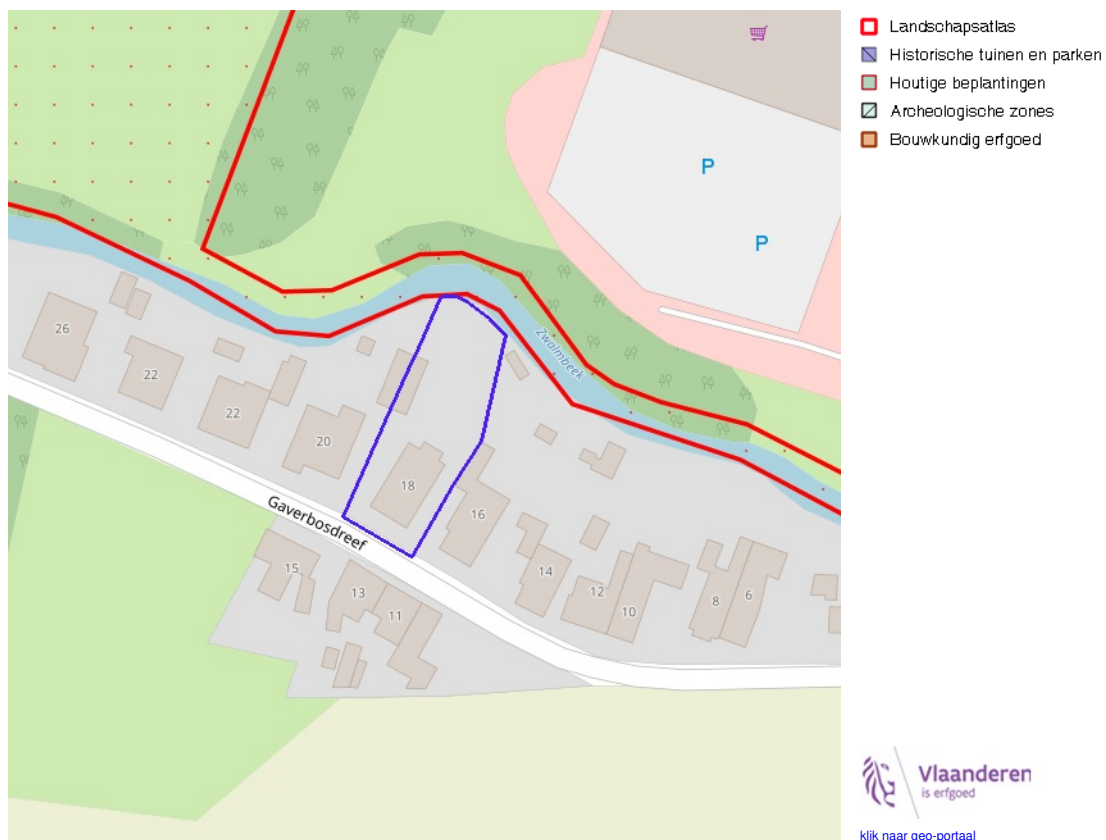 Landschapsatlas
Historische tuinen en parken
Houtige beplantingen
Archeologische zones
Bouwkundig erfgoed
P
P
Zwalmbeek
26
22
22
20
18
16
Gaverbosdreef
15
13
11
14
12
10
8
6
Vlaanderen
is erfgoed
klik naar geo-portaal